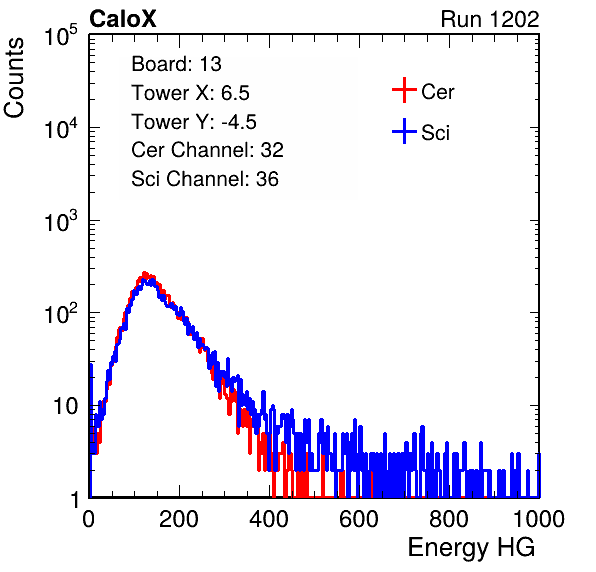 CaloX Run 1202
Counts
10^5
10^4
10^3
10^2
10
1
Board: 13
Tower X: 6.5
Tower Y: -4.5
Cer Channel: 32
Sci Channel: 36
Cer
Sci
0 200 400 600 800 1000
Energy HG